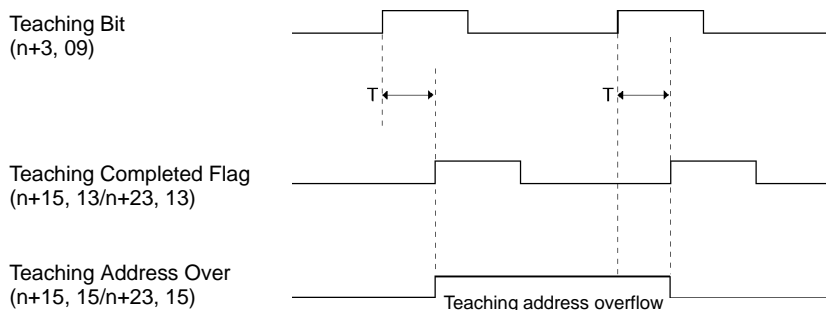 Teaching Bit
(n+3, 09)
T
T
Teaching Completed Flag
(n+15, 13/n+23, 13)
Teaching Address Over
(n+15, 15/n+23, 15)
Teaching address overflow